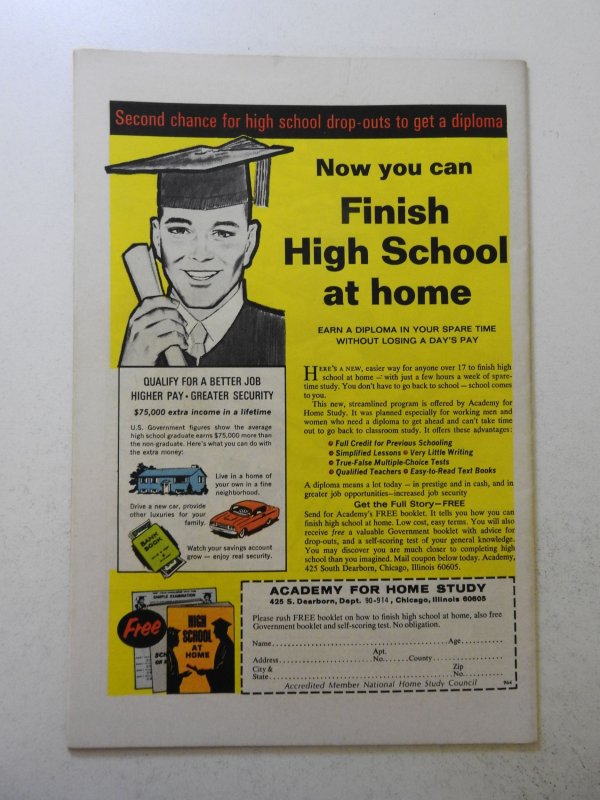 Second chance for high school drop-outs to get a diploma
Now you can
Finish
High School
at home
EARN A DIPLOMA IN YOUR SPARE TIME
WITHOUT LOSING A DAY'S PAY
QUALIFY FOR A BETTER JOB
HIGHER PAY • GREATER SECURITY
$75,000 extra income in a lifetime
U.S. Government figures show the average
high school graduate earns $75,000 more than
the non-graduate. Here's what you can do with
the extra money:
Live in a home of
your own in a fine
neighborhood.
Drive a new car, provide
other luxuries for your
family.
BANK
BOOK
Watch your savings account
grow — enjoy real security.
HERE'S A NEW, easier way for anyone over 17 to finish high
school at home — with just a few hours a week of spare-
time study. You don't have to go back to school — school comes
to you.
This new, streamlined program is offered by Academy for
Home Study. It was planned especially for working men and
women who need a diploma to get ahead and can't take time
out to go back to classroom study. It offers these advantages:
• Full Credit for Previous Schooling
• Simplified Lessons • Very Little Writing
• True-False Multiple-Choice Tests
• Qualified Teachers • Easy-to-Read Text Books
A diploma means a lot today — in prestige and in cash, and in
greater job opportunities—increased job security
Get the Full Story—FREE
Send for Academy's FREE booklet. It tells you how you can
finish high school at home. Low cost, easy terms. You will also
receive free a valuable Government booklet with advice for
drop-outs, and a self-scoring test of your general knowledge.
You may discover you are much closer to completing high
school than you imagined. Mail coupon below today. Academy,
425 South Dearborn, Chicago, Illinois 60605.
SAMPLE EXAMINATION
Free
HIGH
SCHOOL
AT
HOME
ACADEMY FOR HOME STUDY
425 S. Dearborn, Dept. 90-914, Chicago, Illinois 60605
Please rush FREE booklet on how to finish high school at home, also free
Government booklet and self-scoring test. No obligation.
Name Age
Apt.
Address No. County
City & Zip
State No.
Accredited Member National Home Study Council